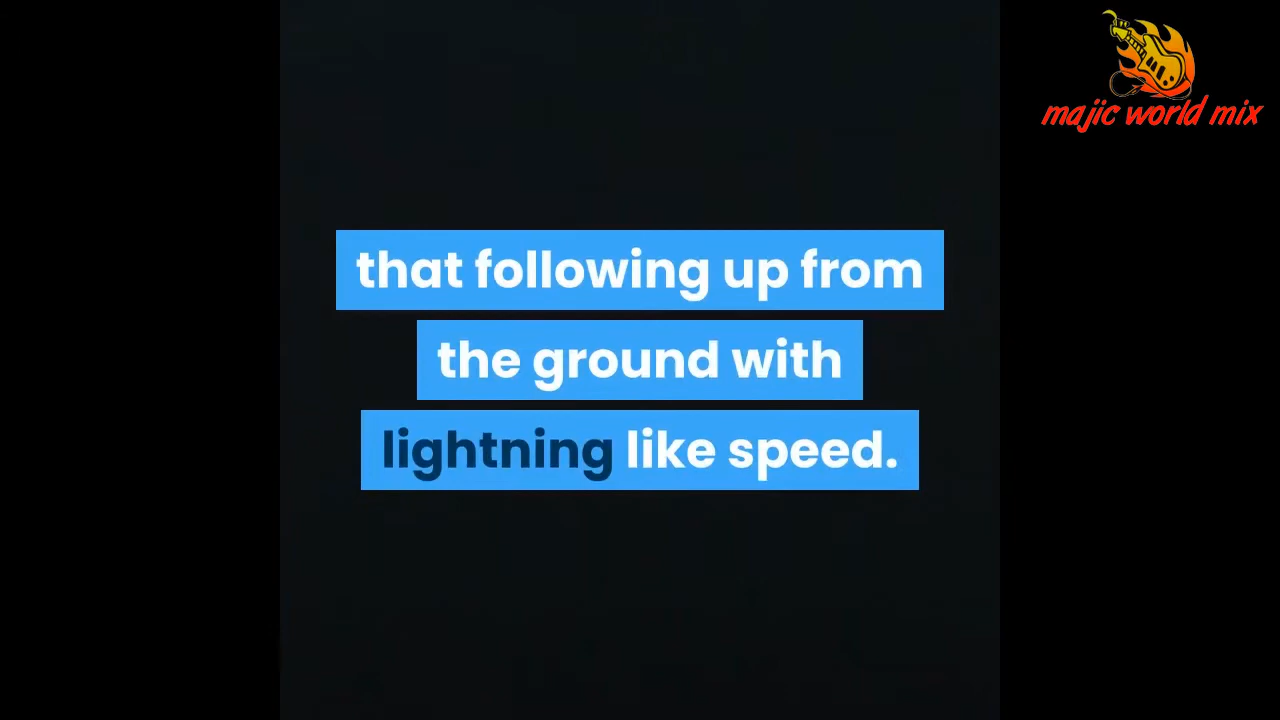 majic world mix
that following up from
the ground with
lightning like speed.